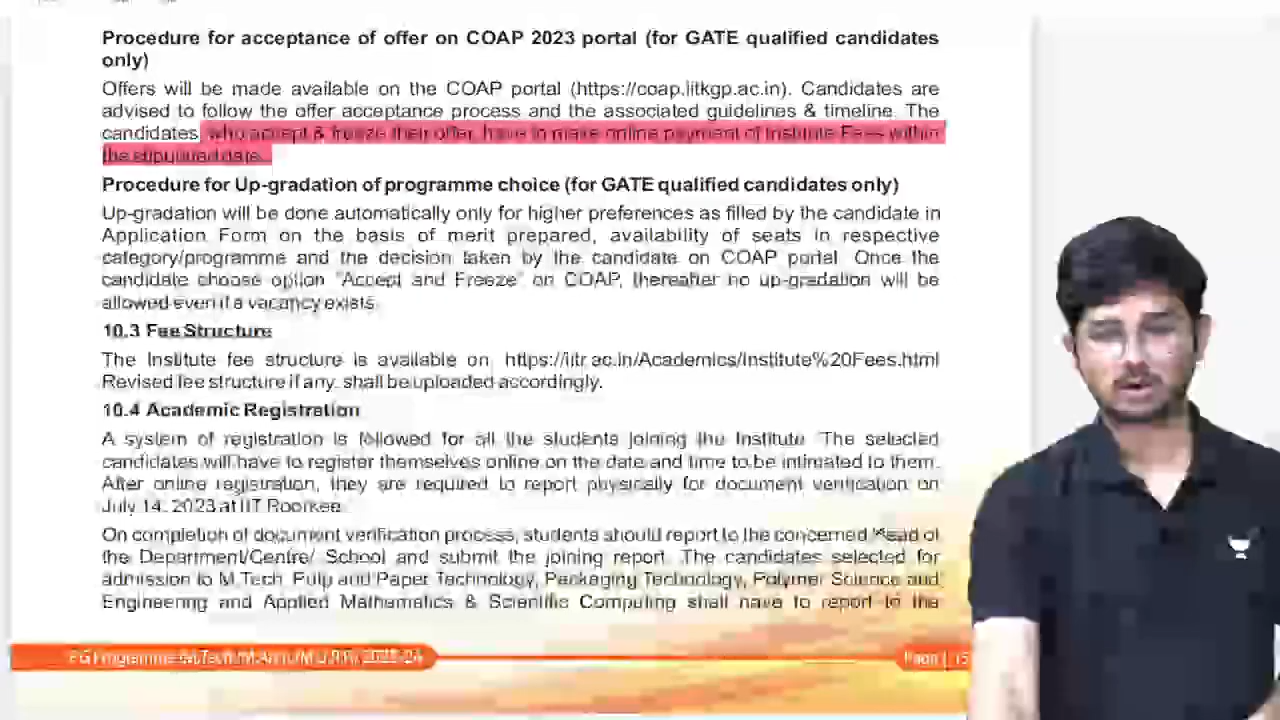 Procedure for acceptance of offer on COAP 2023 portal (for GATE qualified candidates
only)
Offers will be made available on the COAP portal (https://coap.iitkgp.ac.in). Candidates are
advised to follow the offer acceptance process and the associated guidelines & timeline. The
candidates who accept & freeze their offer, have to make online payment of Institute Fees within
the stipulated date.
Procedure for Up-gradation of programme choice (for GATE qualified candidates only)
Up-gradation will be done automatically only for higher preferences as filled by the candidate in
Application Form on the basis of merit prepared, availability of seats in respective
category/programme and the decision taken by the candidate on COAP portal. Once the
candidate choose option "Accept and Freeze" on COAP, thereafter no up-gradation will be
allowed even if a vacancy exists.
10.3 Fee Structure
The Institute fee structure is available on https://iitr.ac.in/Academics/Institute%20Fees.html
Revised fee structure if any, shall be uploaded accordingly.
10.4 Academic Registration
A system of registration is followed for all the students joining the Institute. The selected
candidates will have to register themselves online on the date and time to be intimated to them.
After online registration, they are required to report physically for document verification on
July 14, 2023 at IIT Roorkee.
On completion of document verification process, students should report to the concerned Head of
the Department/Centre/ School and submit the joining report. The candidates selected for
admission to M.Tech. Pulp and Paper Technology, Packaging Technology, Polymer Science and
Engineering and Applied Mathematics & Scientific Computing shall have to report to the
PG Programme 2023-24
Page | 15